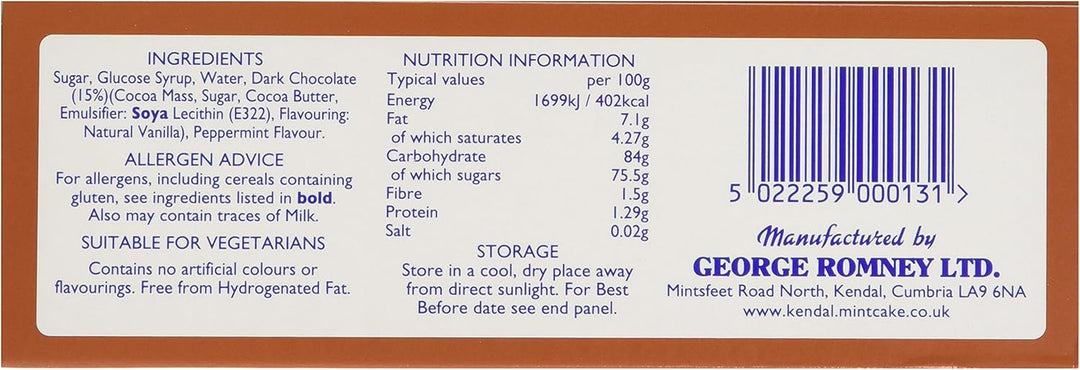 INGREDIENTS
Sugar, Glucose Syrup, Water, Dark Chocolate
(15%)(Cocoa Mass, Sugar, Cocoa Butter,
Emulsifier: Soya Lecithin (E322), Flavouring:
Natural Vanilla), Peppermint Flavour.
ALLERGEN ADVICE
For allergens, including cereals containing
gluten, see ingredients listed in bold.
Also may contain traces of Milk.
SUITABLE FOR VEGETARIANS
Contains no artificial colours or
flavourings. Free from Hydrogenated Fat.
NUTRITION INFORMATION
Typical values per 100g
Energy 1699kJ / 402kcal
Fat 7.1g
of which saturates 4.27g
Carbohydrate 84g
of which sugars 75.5g
Fibre 1.5g
Protein 1.29g
Salt 0.02g
STORAGE
Store in a cool, dry place away
from direct sunlight. For Best
Before date see end panel.
5 022259 000131 >
Manufactured by
GEORGE ROMNEY LTD.
Mintsfeet Road North, Kendal, Cumbria LA9 6NA
www.kendal.mintcake.co.uk